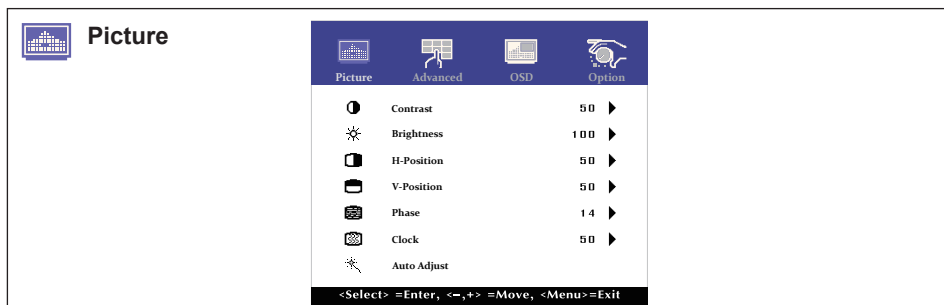 Picture
Picture Advanced OSD Option
Contrast 50
Brightness 100
H-Position 50
V-Position 50
Phase 14
Clock 50
Auto Adjust
<Select> =Enter, <–,+> =Move, <Menu>=Exit